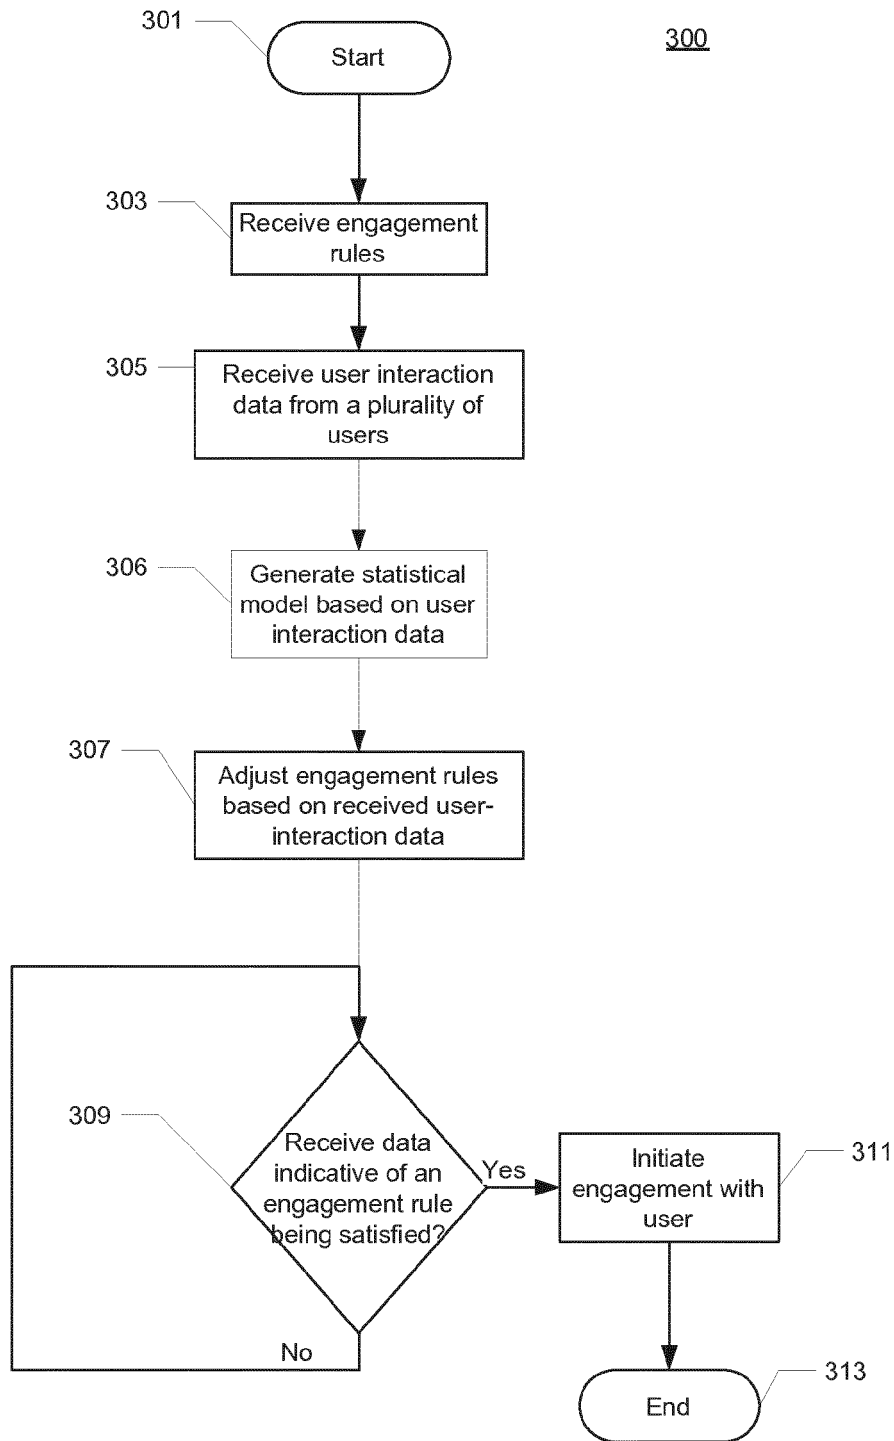 301
Start
300
303
Receive engagement
rules
305
Receive user interaction
data from a plurality of
users
306
Generate statistical
model based on user
interaction data
307
Adjust engagement rules
based on received user-
interaction data
309
Receive data
indicative of an
engagement rule
being satisfied?
Yes
No
311
Initiate
engagement with
user
313
End